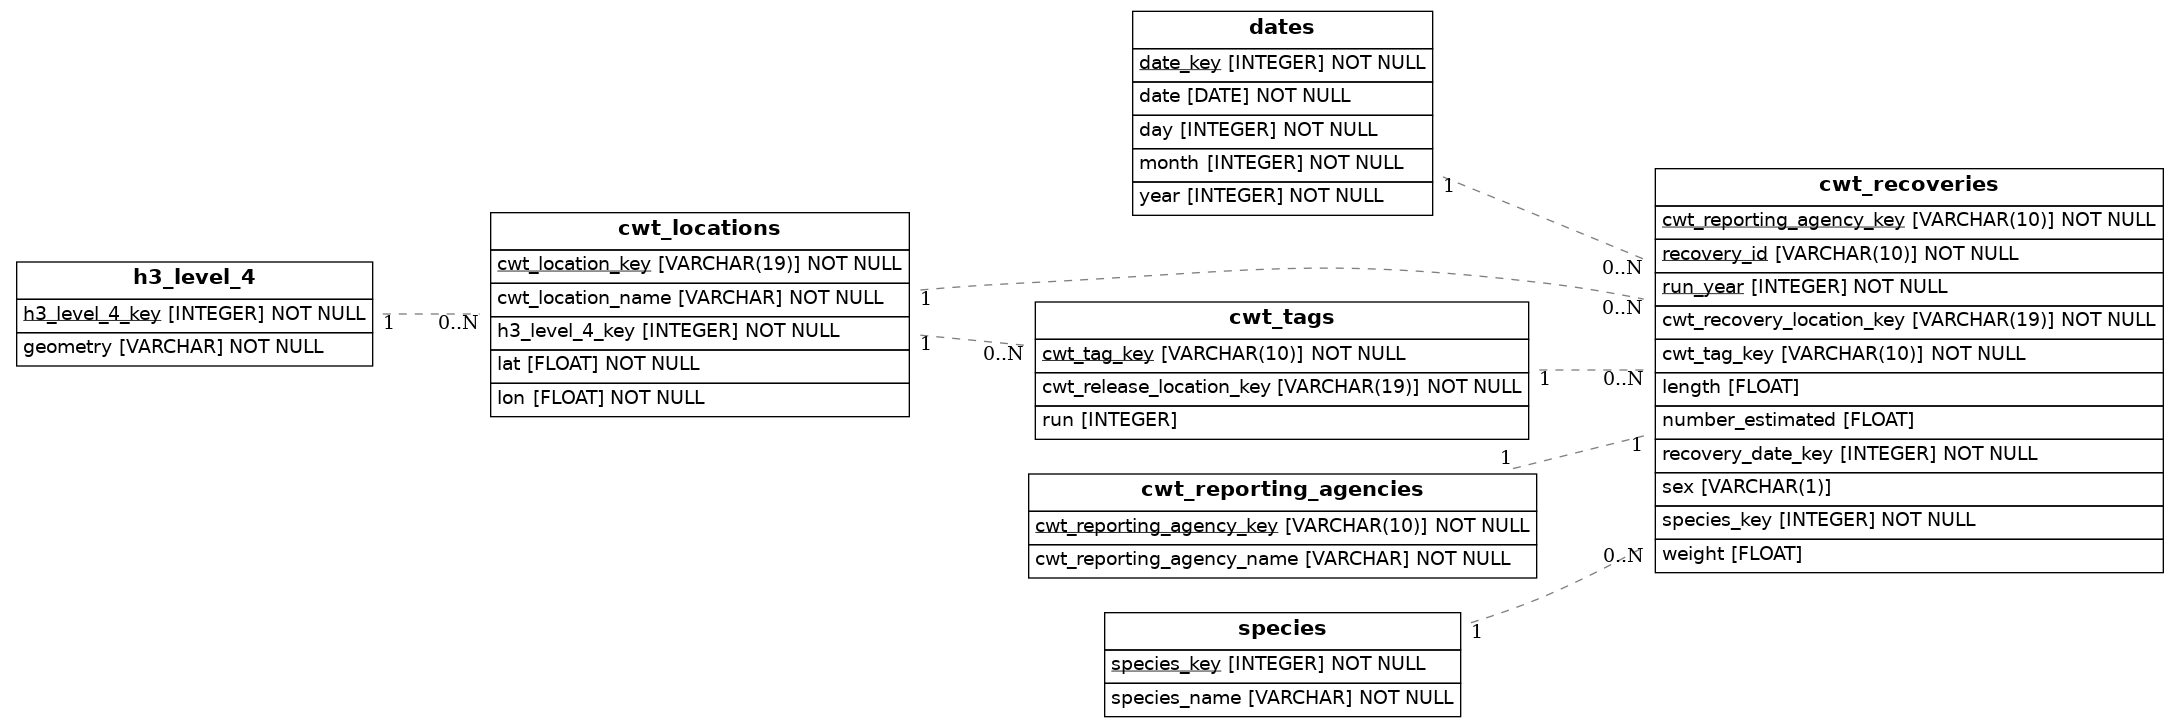 dates
date_key [INTEGER] NOT NULL
date [DATE] NOT NULL
day [INTEGER] NOT NULL
month [INTEGER] NOT NULL
year [INTEGER] NOT NULL
1
0..N
cwt_recoveries
cwt_reporting_agency_key [VARCHAR(10)] NOT NULL
recovery_id [VARCHAR(10)] NOT NULL
run_year [INTEGER] NOT NULL
cwt_recovery_location_key [VARCHAR(19)] NOT NULL
cwt_tag_key [VARCHAR(10)] NOT NULL
length [FLOAT]
number_estimated [FLOAT]
recovery_date_key [INTEGER] NOT NULL
sex [VARCHAR(1)]
species_key [INTEGER] NOT NULL
weight [FLOAT]
h3_level_4
h3_level_4_key [INTEGER] NOT NULL
geometry [VARCHAR] NOT NULL
1
0..N
cwt_locations
cwt_location_key [VARCHAR(19)] NOT NULL
cwt_location_name [VARCHAR] NOT NULL
h3_level_4_key [INTEGER] NOT NULL
lat [FLOAT] NOT NULL
lon [FLOAT] NOT NULL
1
0..N
1
0..N
cwt_tags
cwt_tag_key [VARCHAR(10)] NOT NULL
cwt_release_location_key [VARCHAR(19)] NOT NULL
run [INTEGER]
1
0..N
1
1
cwt_reporting_agencies
cwt_reporting_agency_key [VARCHAR(10)] NOT NULL
cwt_reporting_agency_name [VARCHAR] NOT NULL
0..N
1
species
species_key [INTEGER] NOT NULL
species_name [VARCHAR] NOT NULL